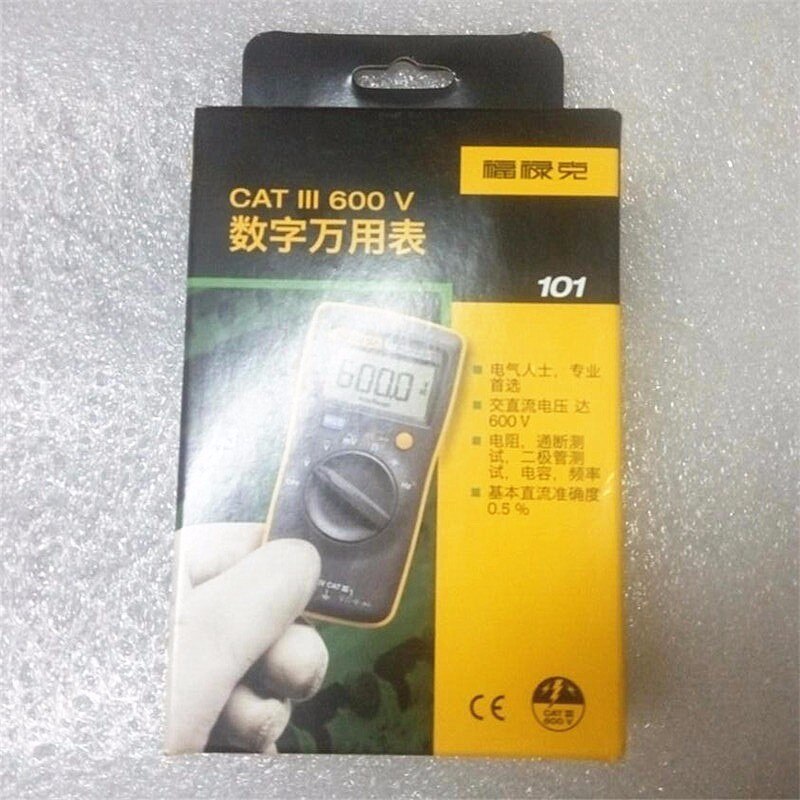 福禄克
CAT III 600 V
数字万用表
101
600.0
电气人士，专业
首选
交直流电压 达
600 V
电阻，通断测
试，二极管测
试，电容，频率
基本直流准确度
0.5 %
CAT III
CE
CAT III
600 V